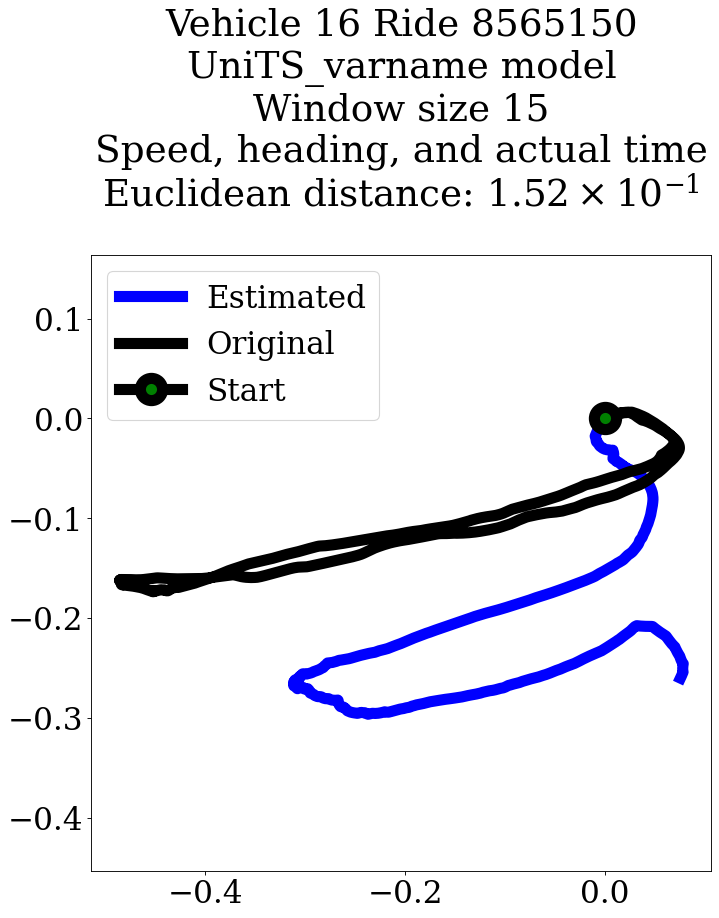 Vehicle 16 Ride 8565150
UniTS_varname model
Window size 15
Speed, heading, and actual time
Euclidean distance: 1.52 × 10⁻¹
Estimated
Original
Start
0.1
0.0
−0.1
−0.2
−0.3
−0.4
−0.4
−0.2
0.0